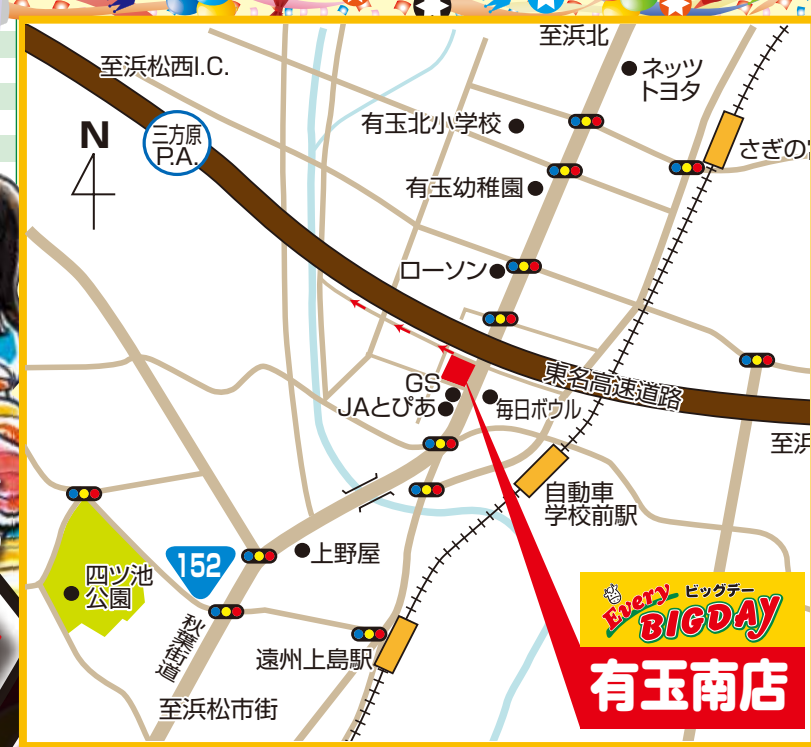 至浜北
至浜松西I.C.
ネッツ
トヨタ
N
三方原
P.A.
有玉北小学校
さぎの
有玉幼稚園
ローソン
東名高速道路
GS
JAとぴあ
毎日ボウル
至浜
自動車
学校前駅
152
上野屋
四ツ池
公園
秋葉街道
遠州上島駅
至浜松市街
Every
ビッグデー
BIGDAY
有玉南店